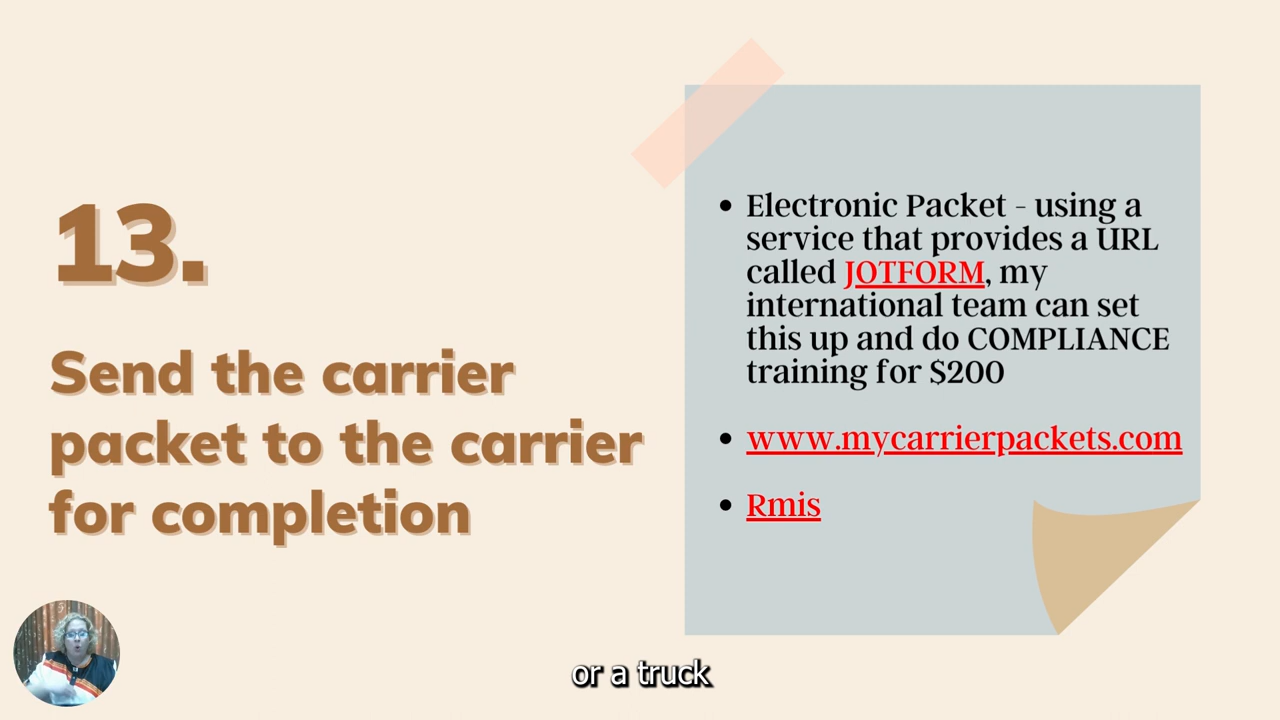 13.
Send the carrier
packet to the carrier
for completion
Electronic Packet - using a
service that provides a URL
called JOTFORM, my
international team can set
this up and do COMPLIANCE
training for $200
www.mycarrierpackets.com
Rmis
or a truck